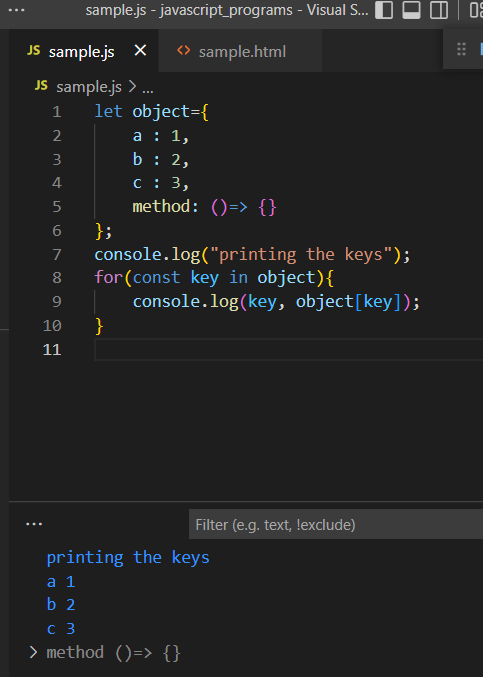 ··· sample.js - javascript_programs - Visual S...
JS sample.js × <> sample.html
JS sample.js > ...
1 let object={
2     a : 1,
3     b : 2,
4     c : 3,
5     method: ()=> {}
6 };
7 console.log("printing the keys");
8 for(const key in object){
9     console.log(key, object[key]);
10 }
11
··· Filter (e.g. text, !exclude)
printing the keys
a 1
b 2
c 3
> method ()=> {}